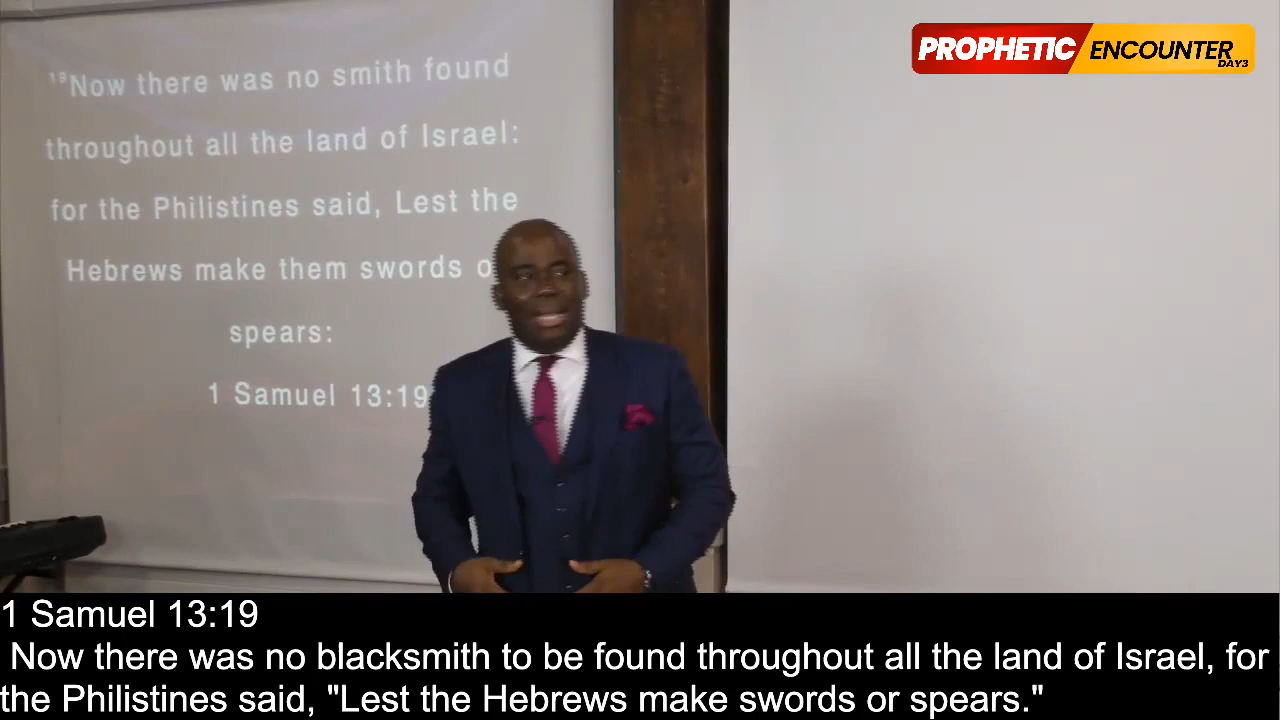 PROPHETIC ENCOUNTER
DAY3
¹⁹Now there was no smith found
throughout all the land of Israel:
for the Philistines said, Lest the
Hebrews make them swords o
spears:
1 Samuel 13:19
1 Samuel 13:19
Now there was no blacksmith to be found throughout all the land of Israel, for
the Philistines said, "Lest the Hebrews make swords or spears."